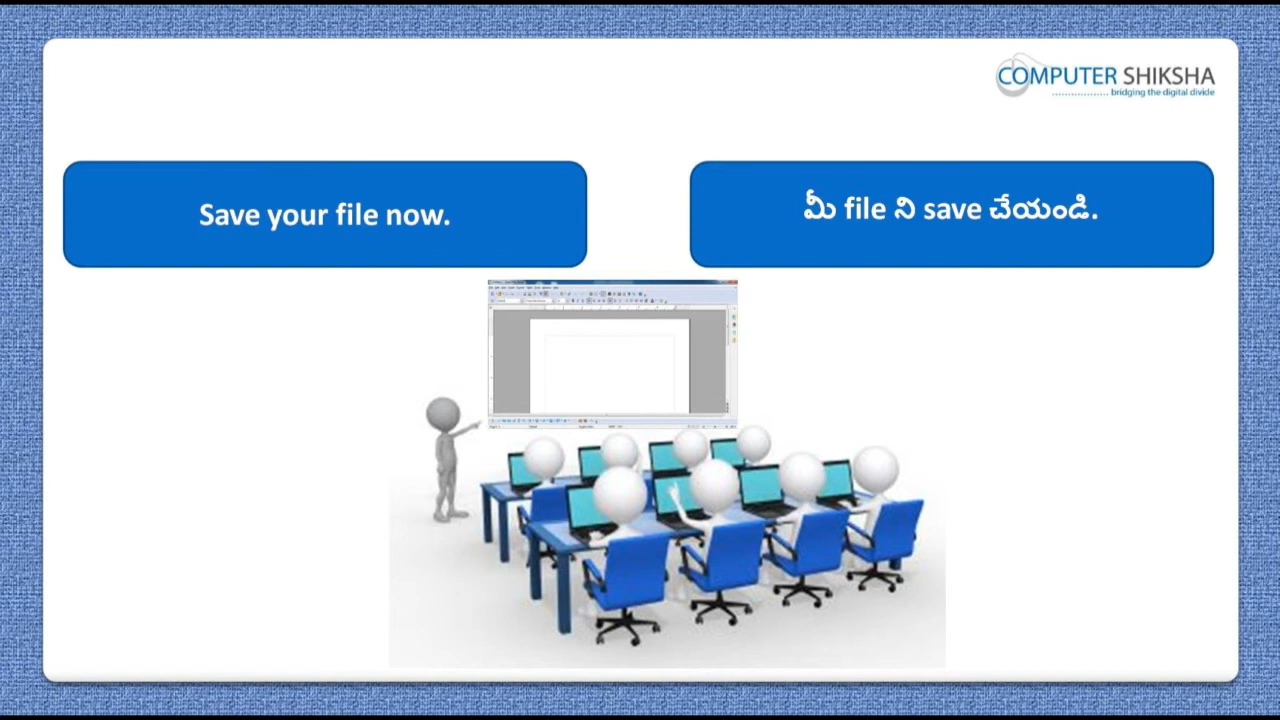 COMPUTER SHIKSHA
bridging the digital divide
Save your file now.
మీ file ని save చేయండి.